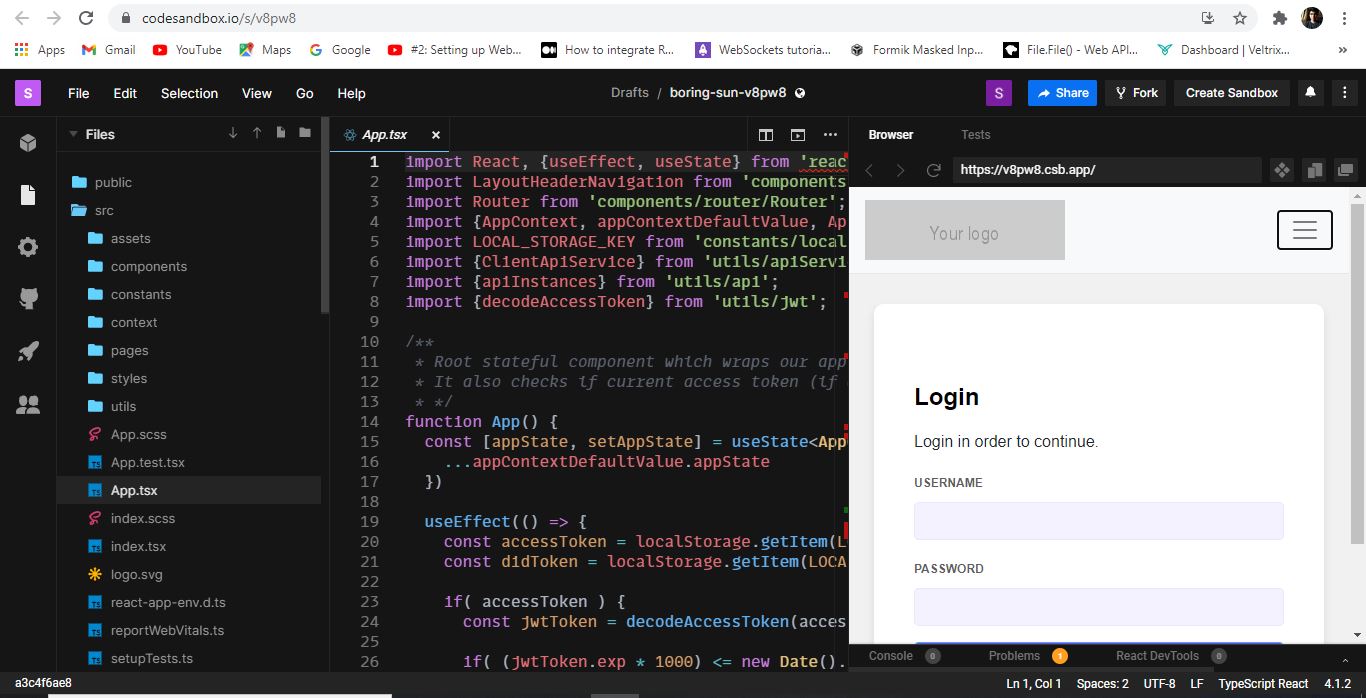 codesandbox.io/s/v8pw8
Apps Gmail YouTube Maps Google #2: Setting up Web... How to integrate R... WebSockets tutoria... Formik Masked Inp... File.File() - Web API... Dashboard | Veltrix... »
S File Edit Selection View Go Help Drafts / boring-sun-v8pw8 S Share Fork Create Sandbox
Files
public
src
assets
components
constants
context
pages
styles
utils
App.scss
App.test.tsx
App.tsx
index.scss
index.tsx
logo.svg
react-app-env.d.ts
reportWebVitals.ts
setupTests.ts
App.tsx
1 import React, {useEffect, useState} from 'reac
2 import LayoutHeaderNavigation from 'components
3 import Router from 'components/router/Router';
4 import {AppContext, appContextDefaultValue, Ap
5 import LOCAL_STORAGE_KEY from 'constants/local
6 import {ClientApiService} from 'utils/apiServi
7 import {apiInstances} from 'utils/api';
8 import {decodeAccessToken} from 'utils/jwt';
9
10 /**
11 * Root stateful component which wraps our app
12 * It also checks if current access token (if
13 * */
14 function App() {
15 const [appState, setAppState] = useState<App
16 ...appContextDefaultValue.appState
17 })
18
19 useEffect(() => {
20 const accessToken = localStorage.getItem(L
21 const didToken = localStorage.getItem(LOCA
22
23 if( accessToken ) {
24 const jwtToken = decodeAccessToken(acces
25
26 if( (jwtToken.exp * 1000) <= new Date().
Browser Tests
https://v8pw8.csb.app/
Your logo
Login
Login in order to continue.
USERNAME
PASSWORD
Console 0 Problems 1 React DevTools 0
a3c4f6ae8 Ln 1, Col 1 Spaces: 2 UTF-8 LF TypeScript React 4.1.2